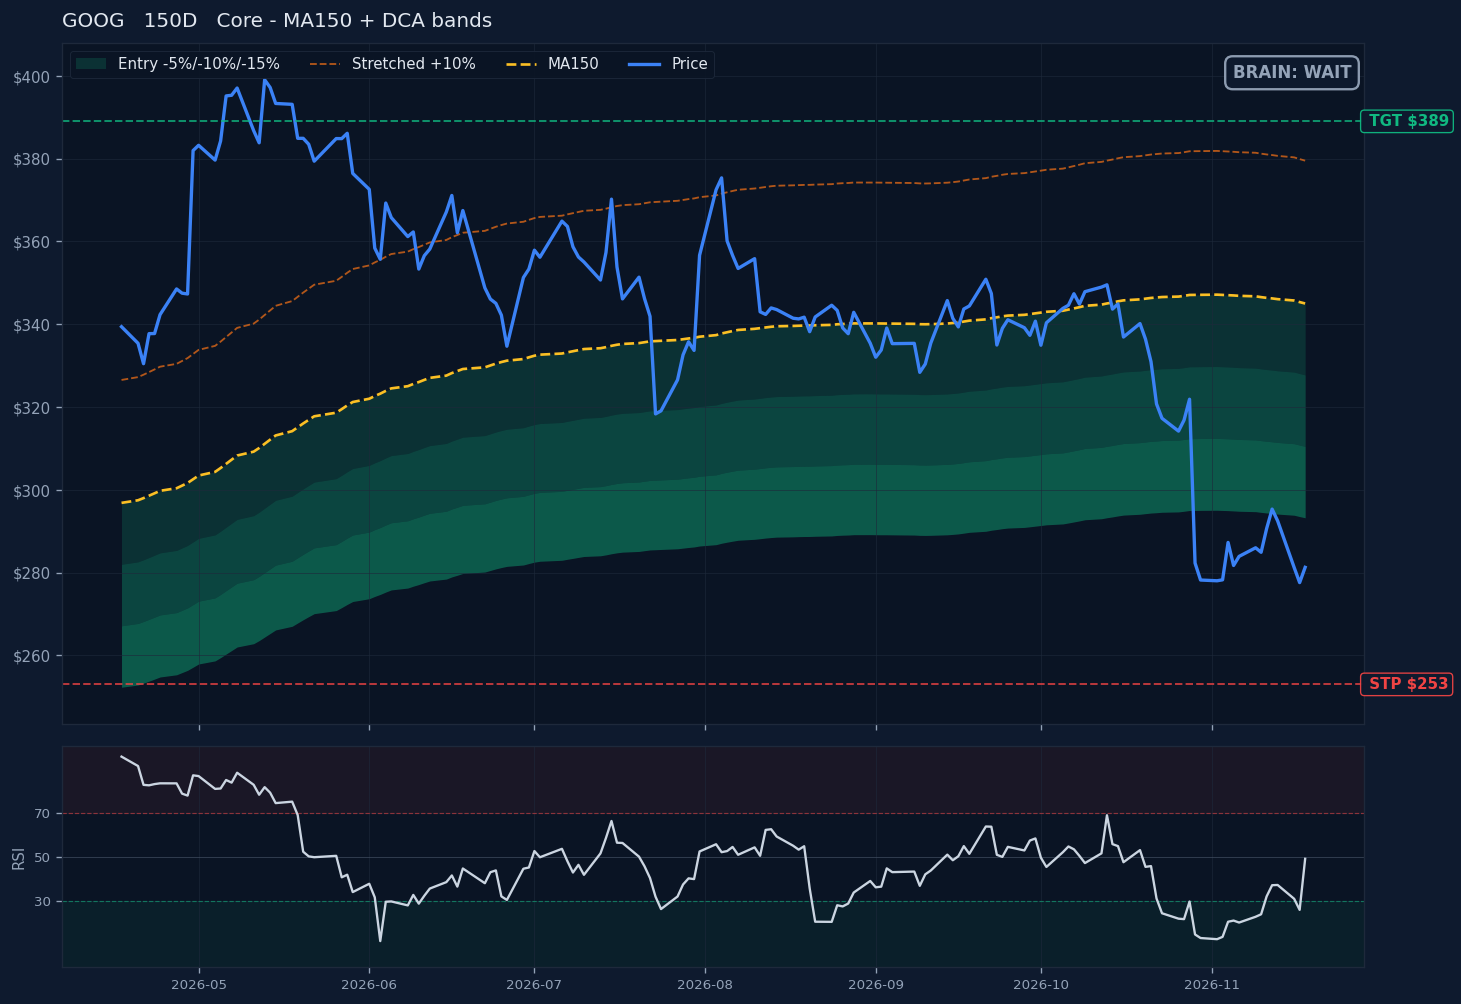 GOOG 150D Core - MA150 + DCA bands
Entry -5%/-10%/-15% Stretched +10% MA150 Price
BRAIN: WAIT
$400
TGT $389
$380
$360
$340
$320
$300
$280
$260
STP $253
RSI
70
50
30
2026-05 2026-06 2026-07 2026-08 2026-09 2026-10 2026-11